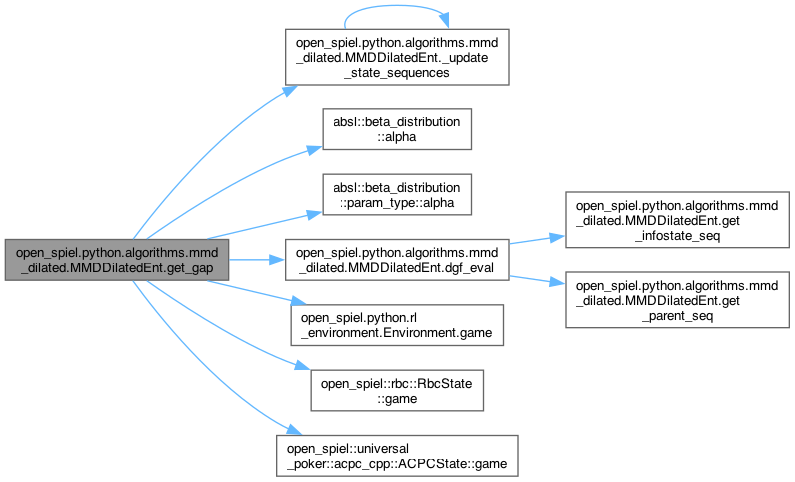 open_spiel.python.algorithms.mmd
_dilated.MMDDilatedEnt._update
_state_sequences
absl::beta_distribution
::alpha
absl::beta_distribution
::param_type::alpha
open_spiel.python.algorithms.mmd
_dilated.MMDDilatedEnt.get
_infostate_seq
open_spiel.python.algorithms.mmd
_dilated.MMDDilatedEnt.get_gap
open_spiel.python.algorithms.mmd
_dilated.MMDDilatedEnt.dgf_eval
open_spiel.python.algorithms.mmd
_dilated.MMDDilatedEnt.get
_parent_seq
open_spiel.python.rl
_environment.Environment.game
open_spiel::rbc::RbcState
::game
open_spiel::universal
_poker::acpc_cpp::ACPCState::game